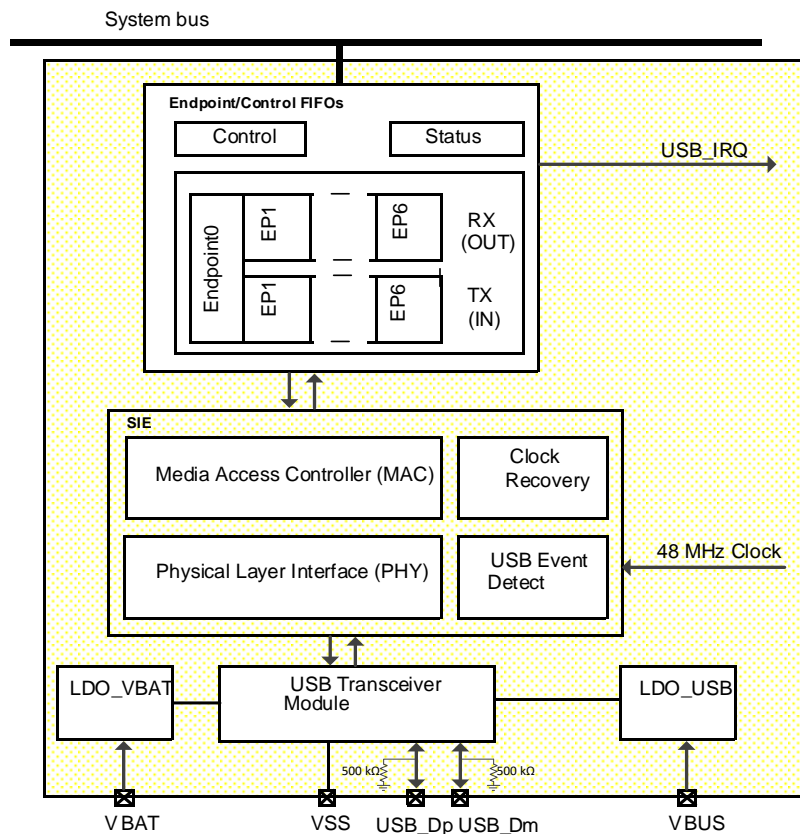 System bus
Endpoint/Control FIFOs
Control
Status
USB_IRQ
Endpoint0
EP1
EP6
RX
(OUT)
EP1
EP6
TX
(IN)
SIE
Media Access Controller (MAC)
Clock
Recovery
48 MHz Clock
Physical Layer Interface (PHY)
USB Event
Detect
LDO_VBAT
USB Transceiver
Module
LDO_USB
500 kΩ
500 kΩ
VBAT
VSS
USB_Dp
USB_Dm
VBUS